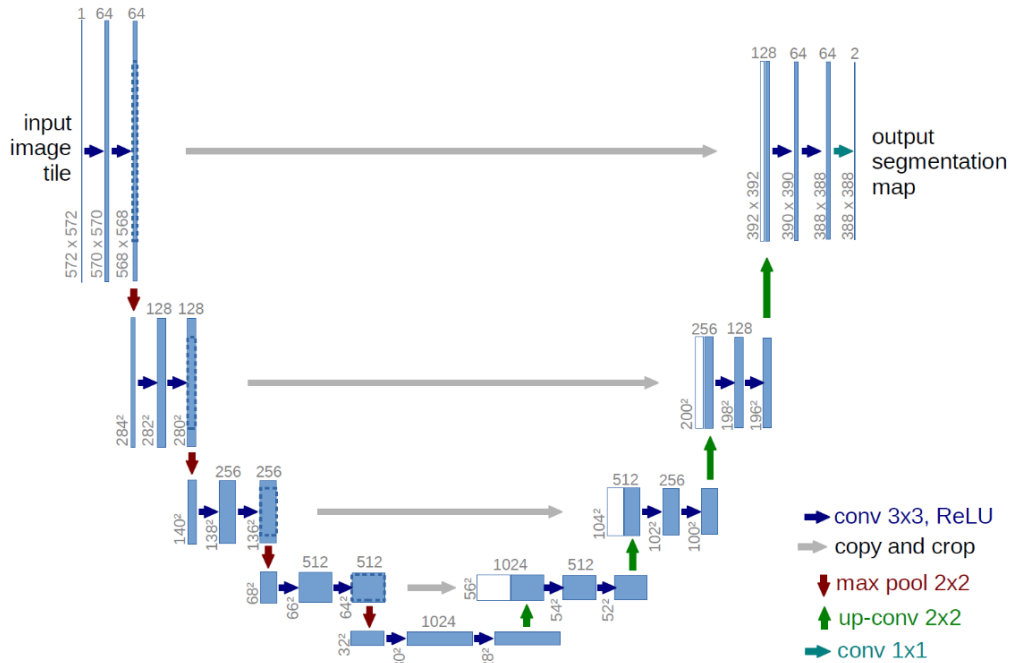 1 64 64
128 64 64 2
input
image
tile
output
segmentation
map
572 x 572
570 x 570
568 x 568
392 x 392
390 x 390
388 x 388
388 x 388
128 128
256 128
284²
282²
280²
200²
198²
196²
256 256
512 256
140²
138²
136²
104²
102²
100²
512 512
1024 512
68²
66²
64²
56²
54²
52²
1024
32²
conv 3x3, ReLU
copy and crop
max pool 2x2
up-conv 2x2
conv 1x1